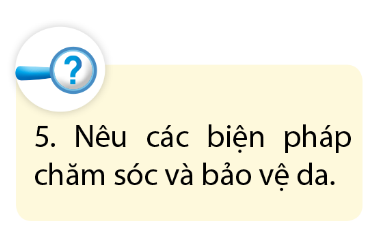 ?
5. Nêu các biện pháp
chăm sóc và bảo vệ da.